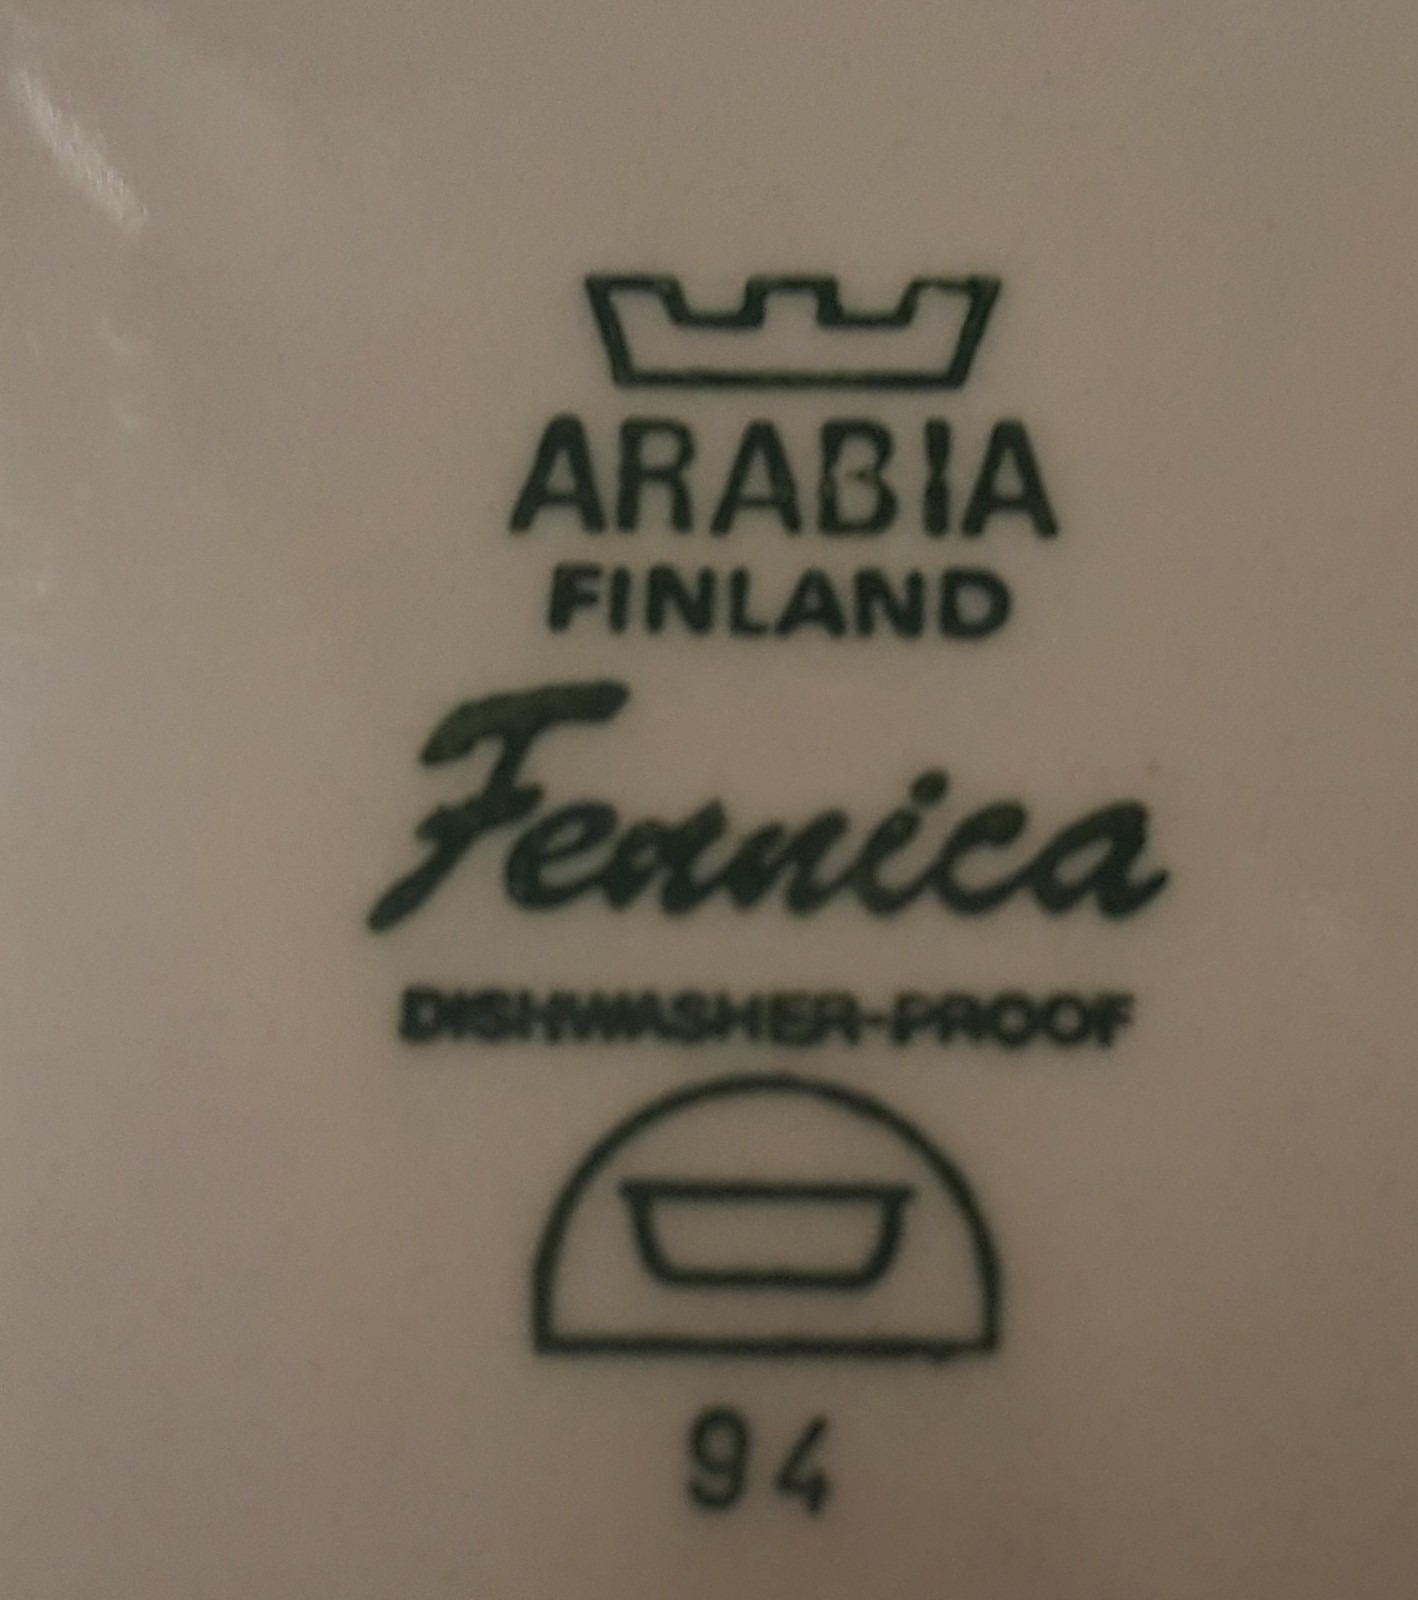 ARABIA
FINLAND
Fennica
DISHWASHER-PROOF
94